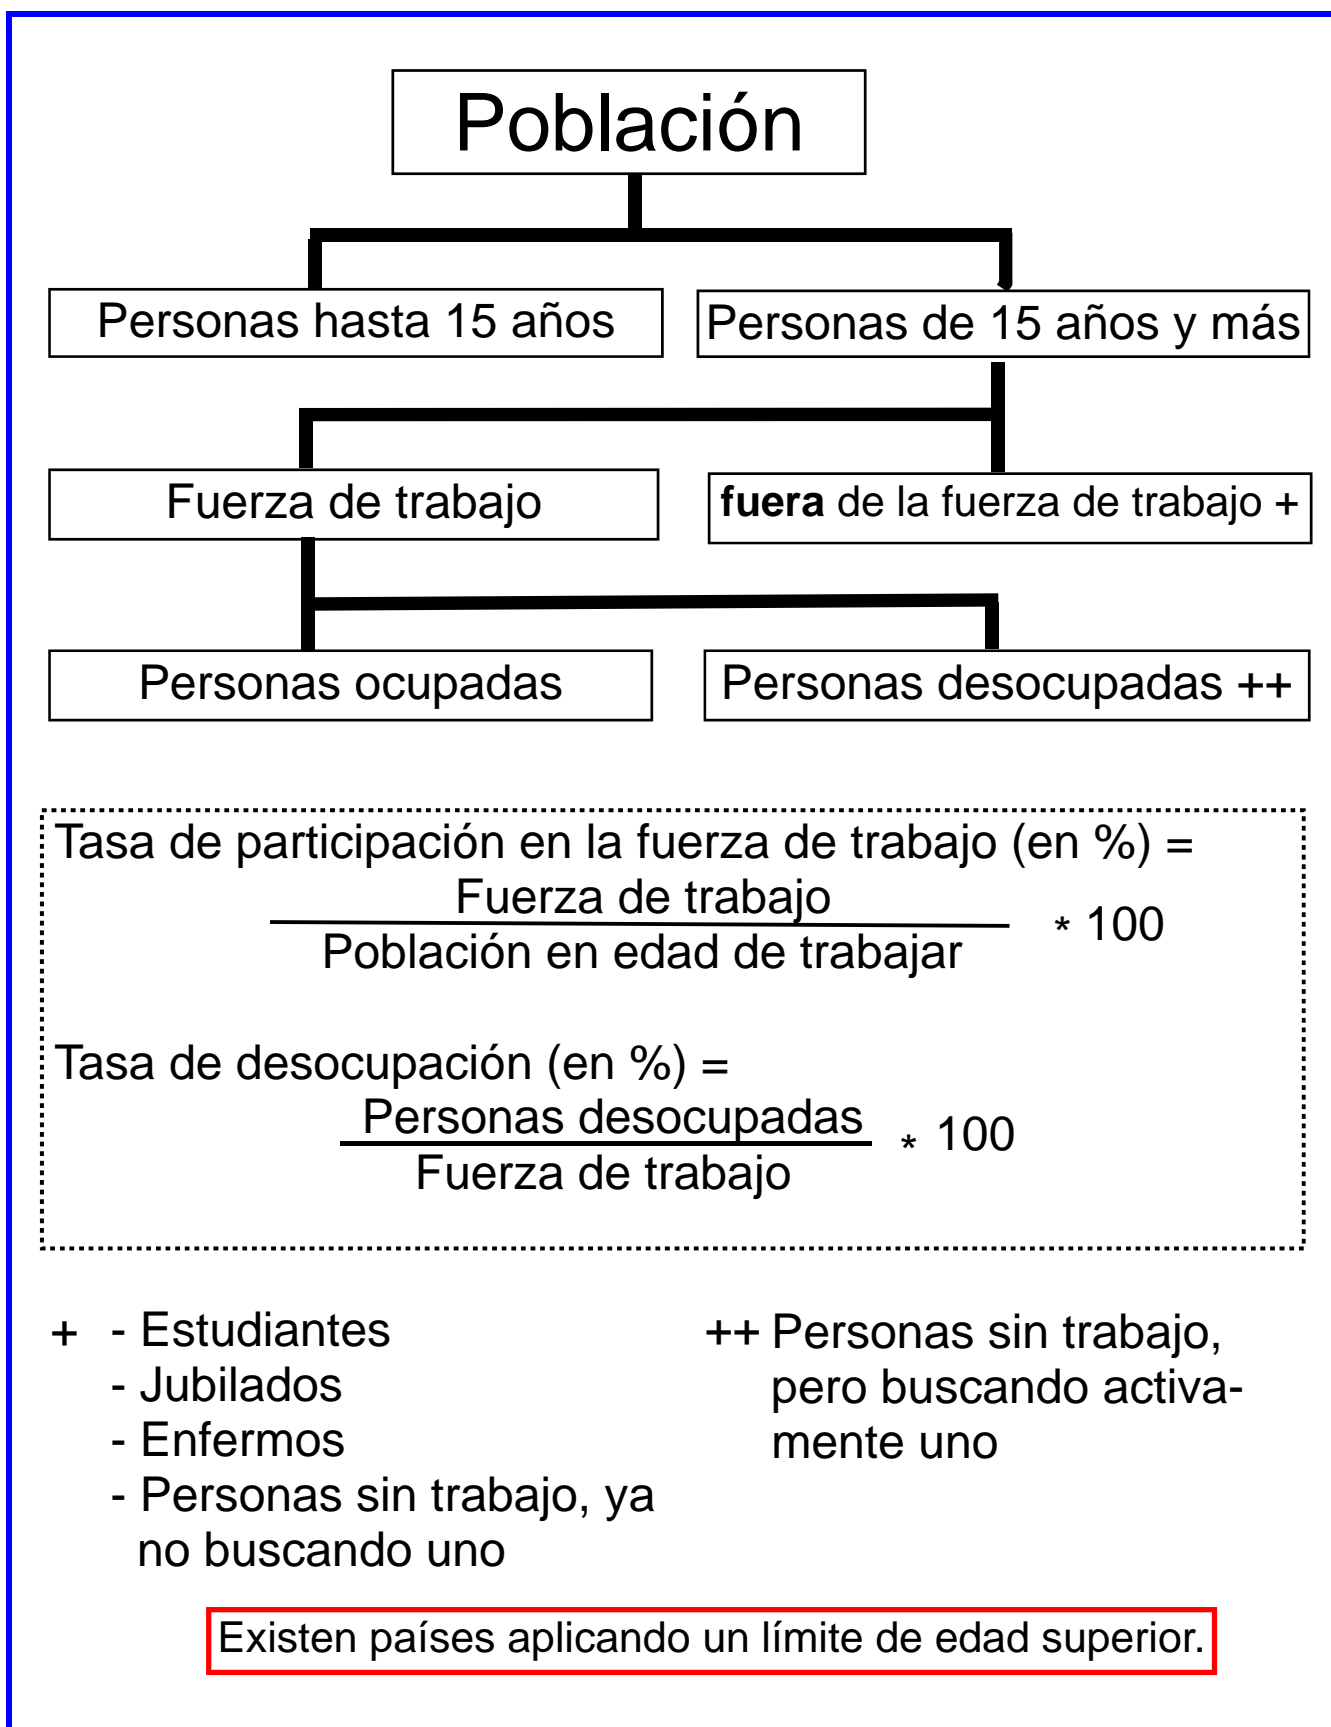 Población
Personas hasta 15 años
Personas de 15 años y más
Fuerza de trabajo
fuera de la fuerza de trabajo +
Personas ocupadas
Personas desocupadas ++
Tasa de participación en la fuerza de trabajo (en %) =
Fuerza de trabajo
* 100
Población en edad de trabajar
Tasa de desocupación (en %) =
Personas desocupadas
* 100
Fuerza de trabajo
+ - Estudiantes
- Jubilados
- Enfermos
- Personas sin trabajo, ya
no buscando uno
++ Personas sin trabajo,
pero buscando activa-
mente uno
Existen países aplicando un límite de edad superior.